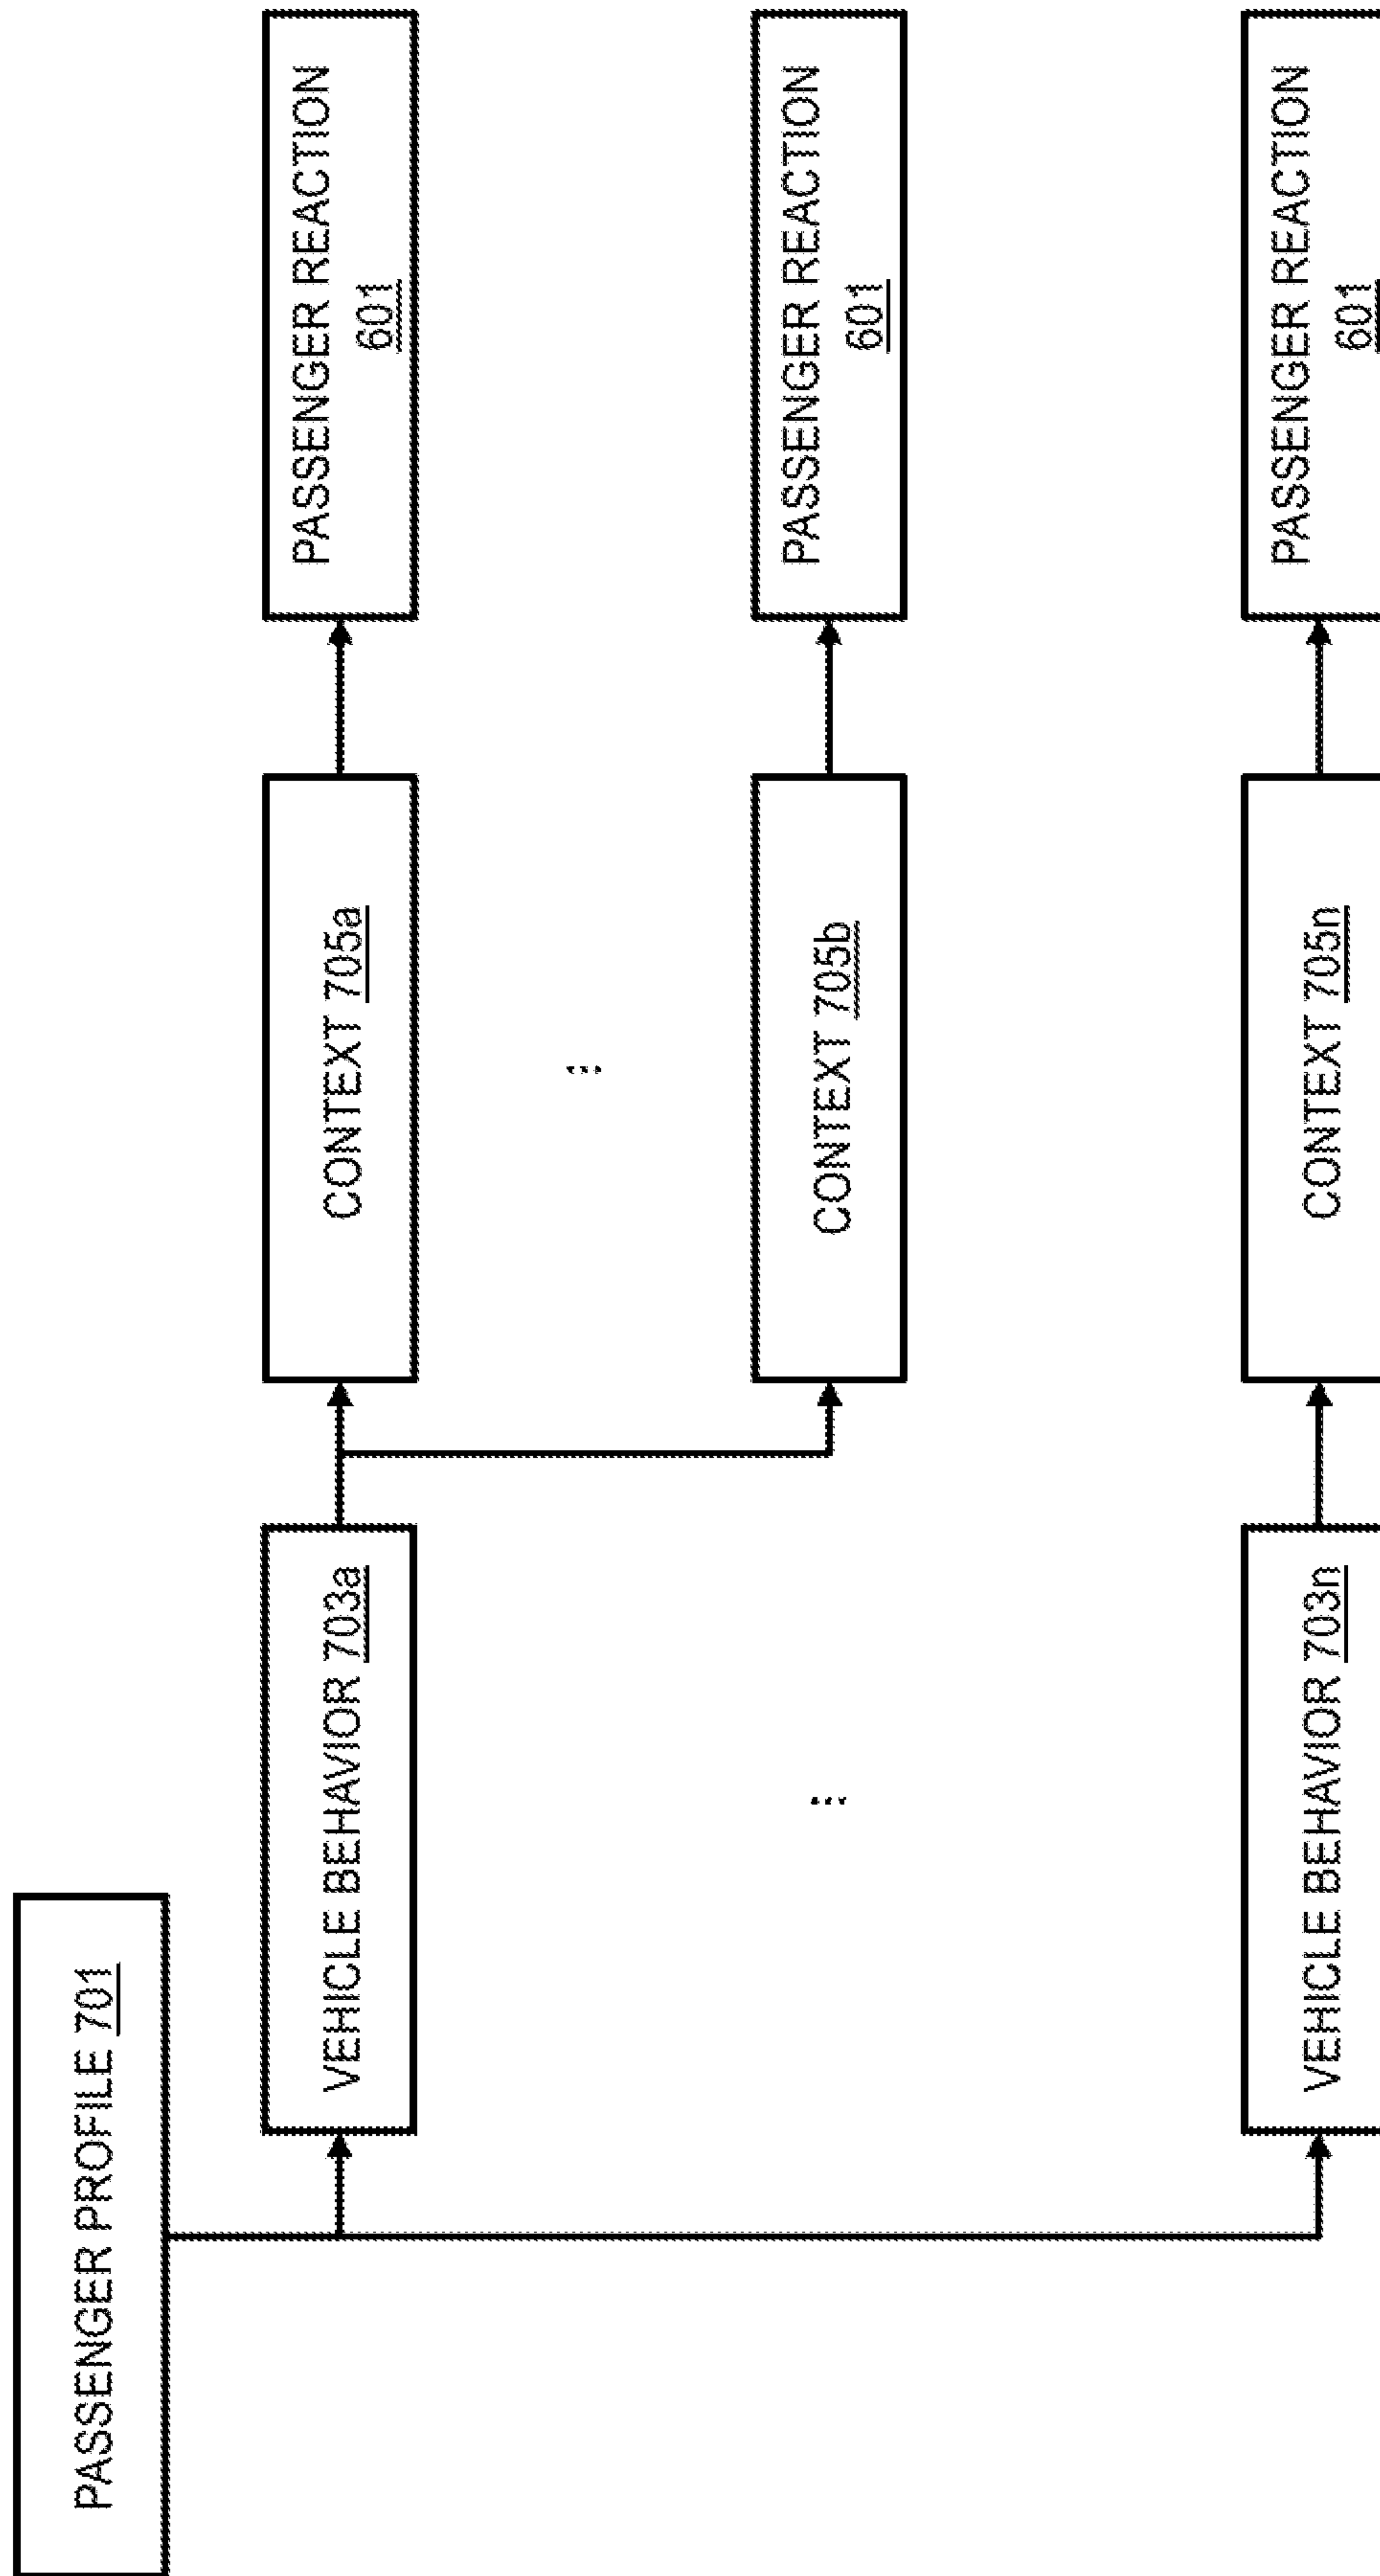 PASSENGER PROFILE 701
VEHICLE BEHAVIOR 703a
CONTEXT 705a
PASSENGER REACTION
601
...
CONTEXT 705b
PASSENGER REACTION
601
...
VEHICLE BEHAVIOR 703n
CONTEXT 705n
PASSENGER REACTION
601